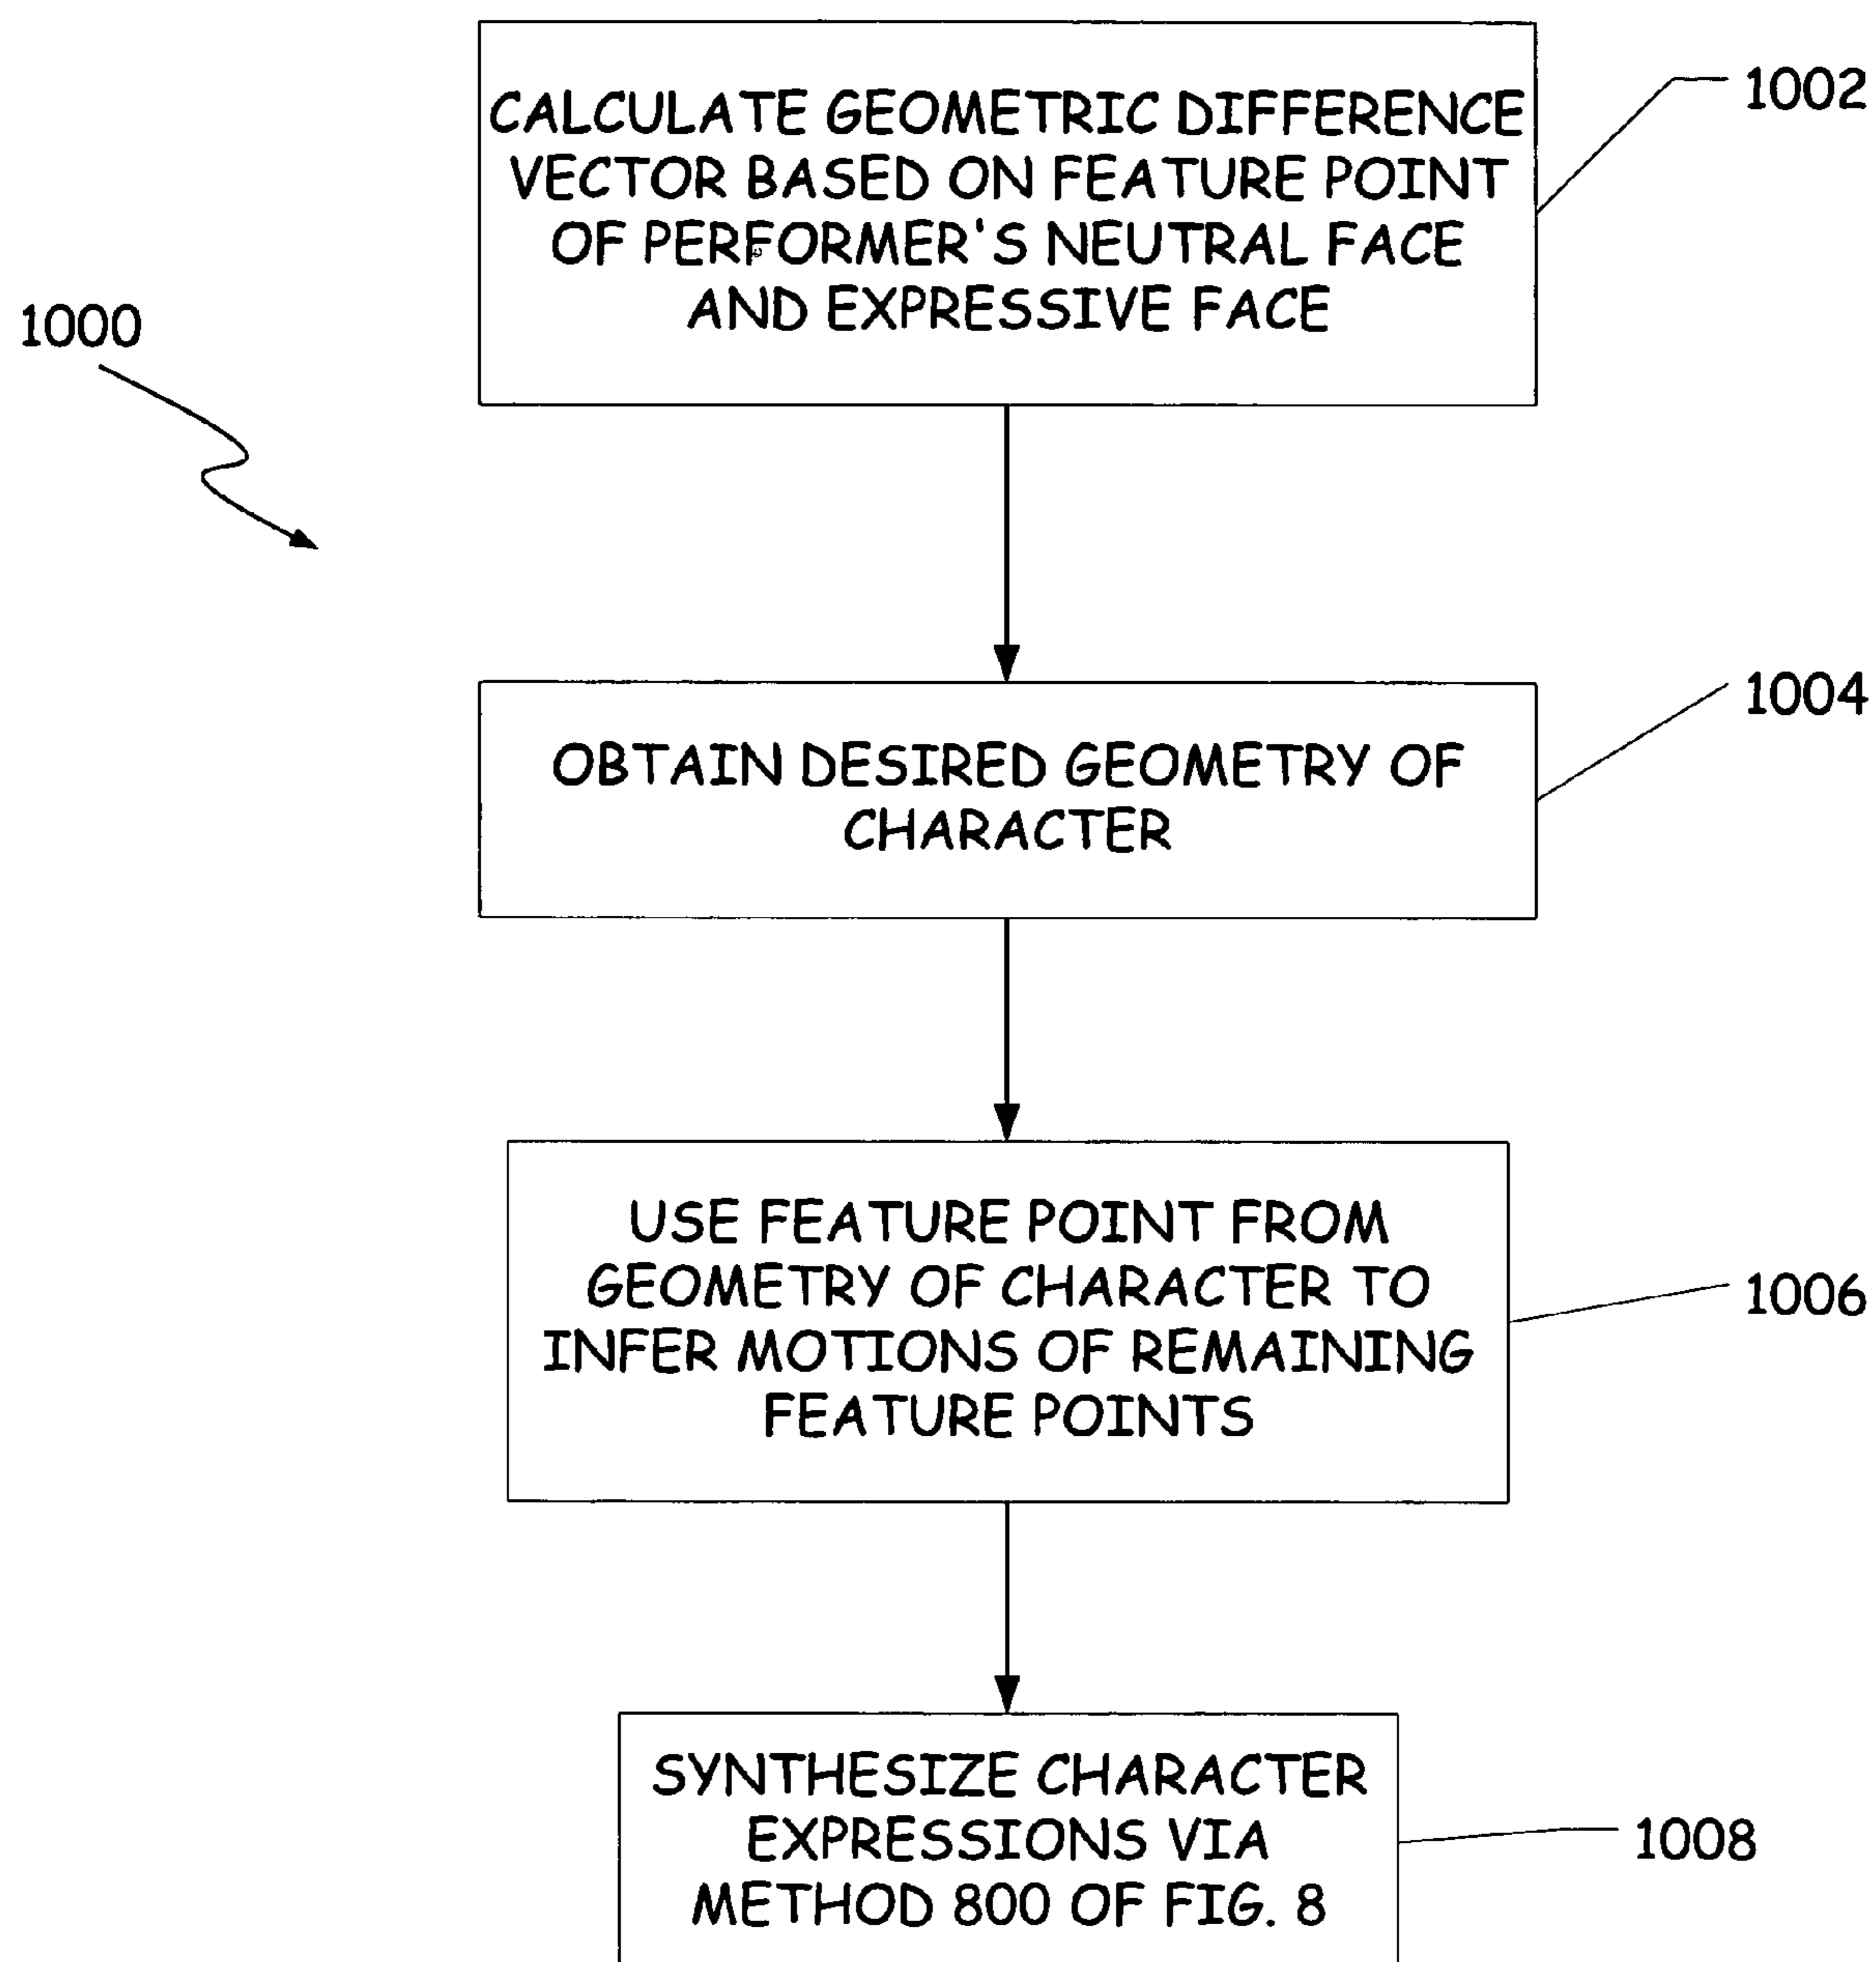 CALCULATE GEOMETRIC DIFFERENCE
VECTOR BASED ON FEATURE POINT
OF PERFORMER'S NEUTRAL FACE
AND EXPRESSIVE FACE
1002
1000
OBTAIN DESIRED GEOMETRY OF
CHARACTER
1004
USE FEATURE POINT FROM
GEOMETRY OF CHARACTER TO
INFER MOTIONS OF REMAINING
FEATURE POINTS
1006
SYNTHESIZE CHARACTER
EXPRESSIONS VIA
METHOD 800 OF FIG. 8
1008